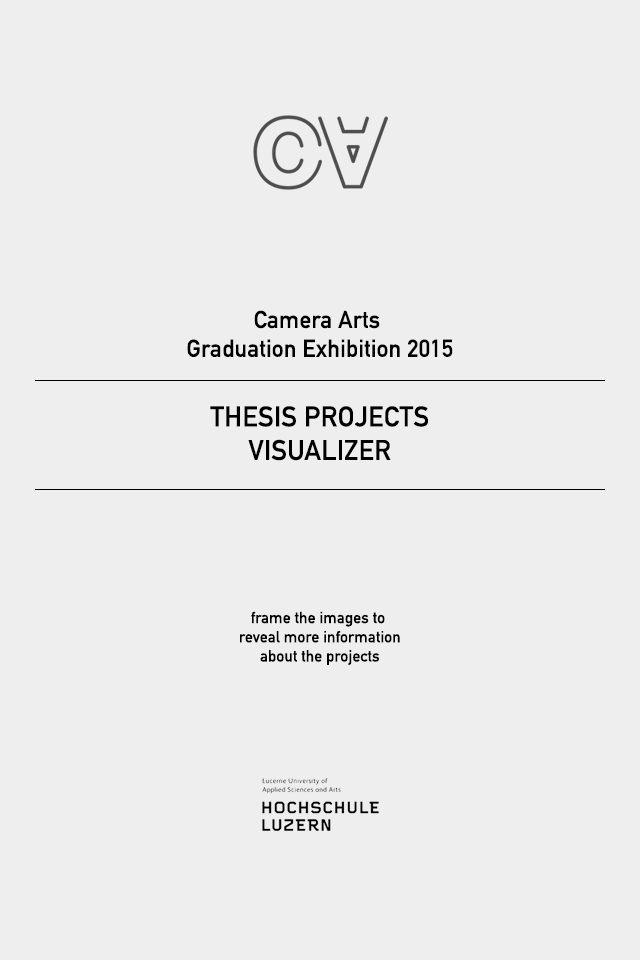 CA
Camera Arts
Graduation Exhibition 2015
THESIS PROJECTS
VISUALIZER
frame the images to
reveal more information
about the projects
Lucerne University of
Applied Sciences and Arts
HOCHSCHULE
LUZERN